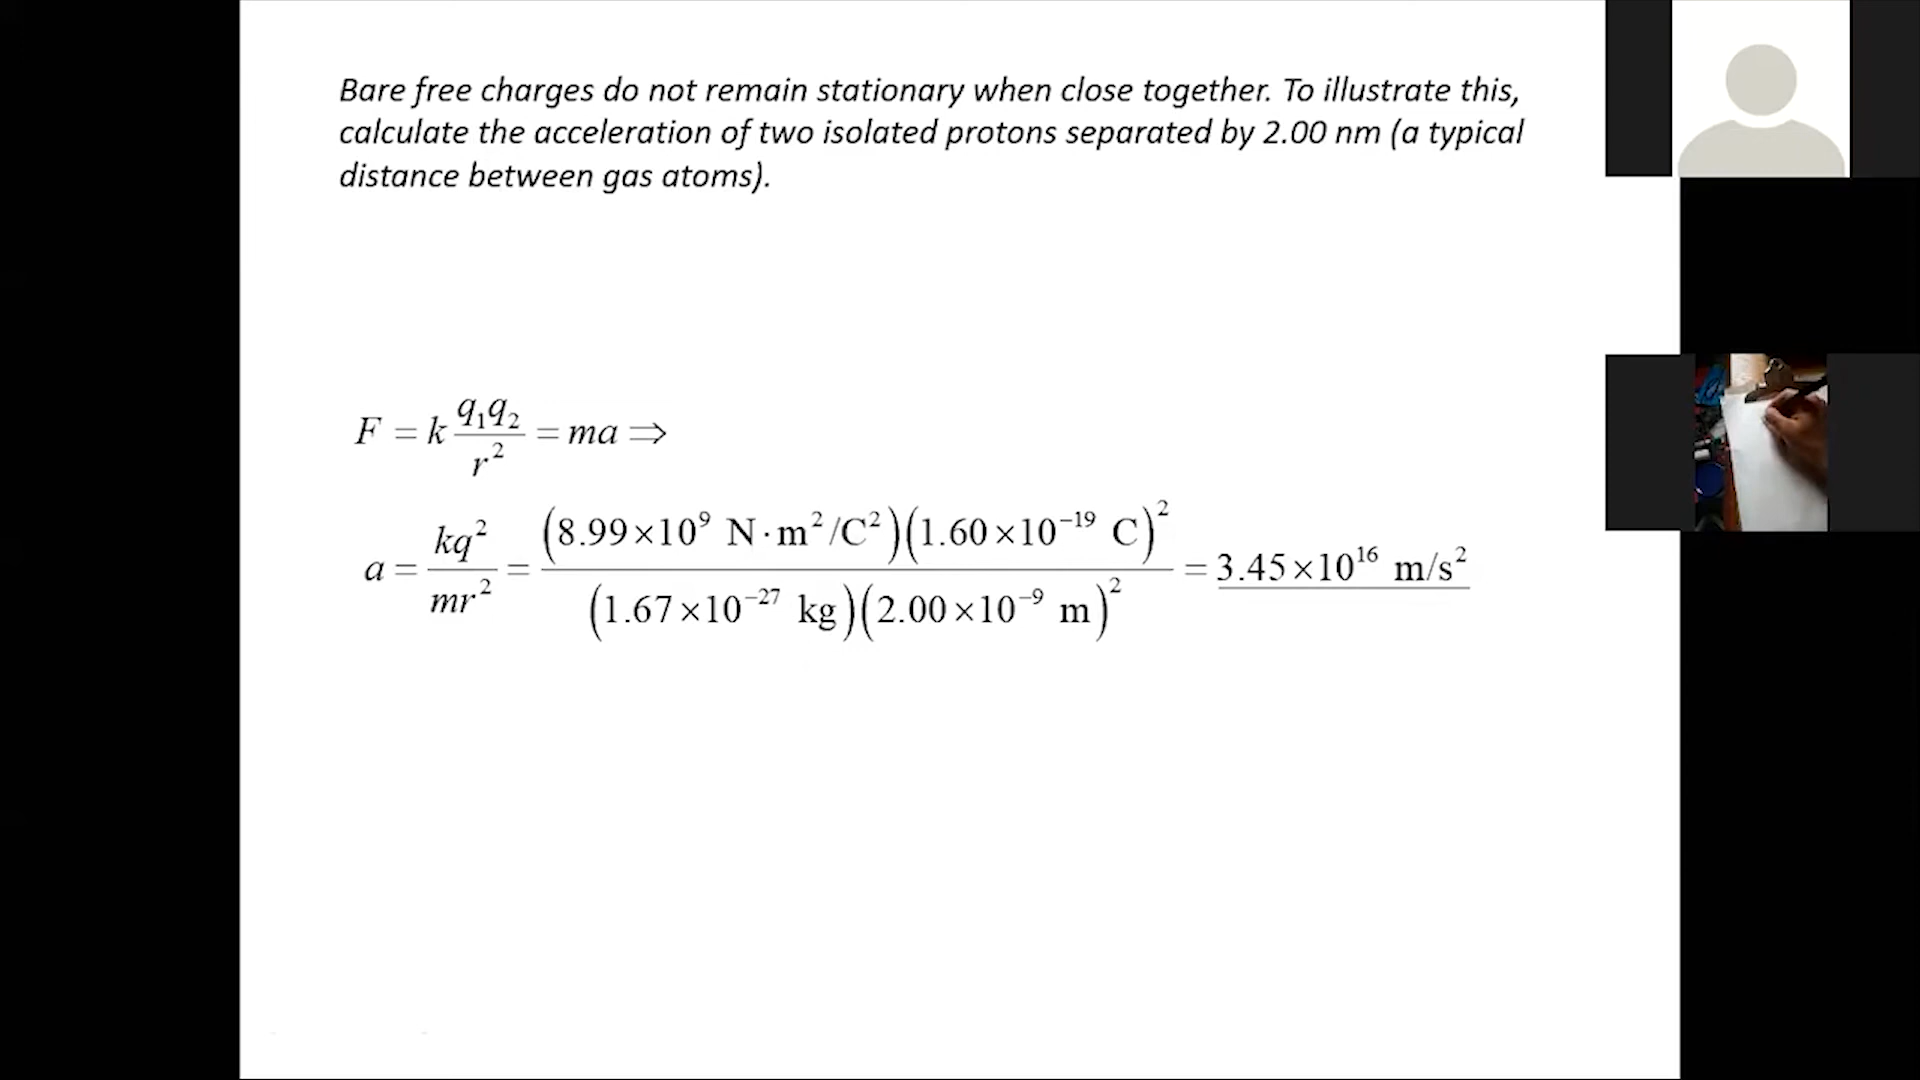 Bare free charges do not remain stationary when close together. To illustrate this,
calculate the acceleration of two isolated protons separated by 2.00 nm (a typical
distance between gas atoms).
F = k q₁q₂ / r² = ma ⇒
a = kq² / mr² = (8.99×10⁹ N·m²/C²)(1.60×10⁻¹⁹ C)² / (1.67×10⁻²⁷ kg)(2.00×10⁻⁹ m)² = 3.45×10¹⁶ m/s²